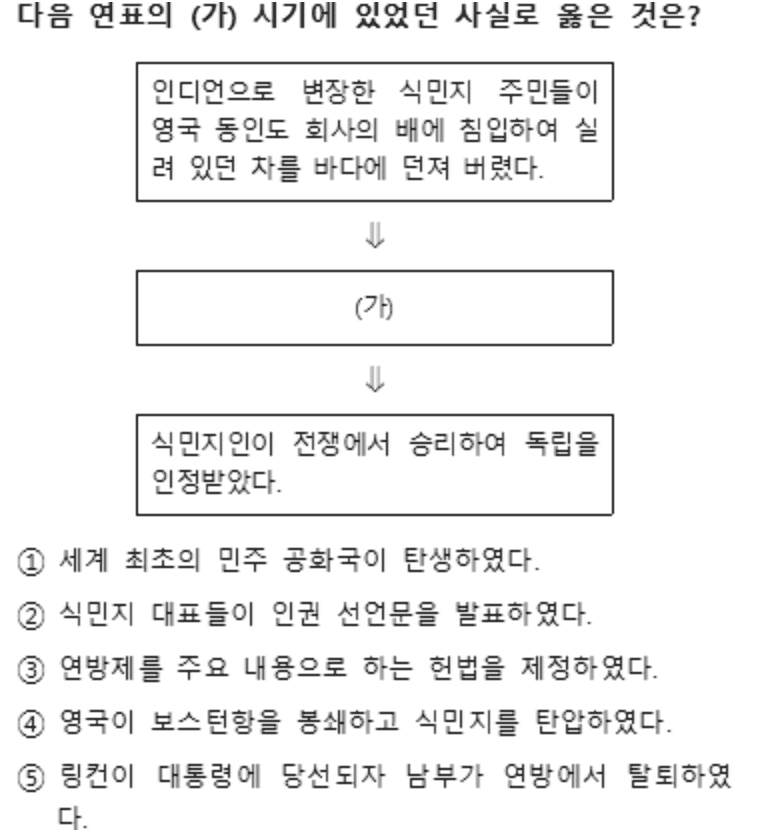 다음 연표의 (가) 시기에 있었던 사실로 옳은 것은?
인디언으로 변장한 식민지 주민들이
영국 동인도 회사의 배에 침입하여 실
려 있던 차를 바다에 던져 버렸다.
⇓
(가)
⇓
식민지인이 전쟁에서 승리하여 독립을
인정받았다.
① 세계 최초의 민주 공화국이 탄생하였다.
② 식민지 대표들이 인권 선언문을 발표하였다.
③ 연방제를 주요 내용으로 하는 헌법을 제정하였다.
④ 영국이 보스턴항을 봉쇄하고 식민지를 탄압하였다.
⑤ 링컨이 대통령에 당선되자 남부가 연방에서 탈퇴하였
다.